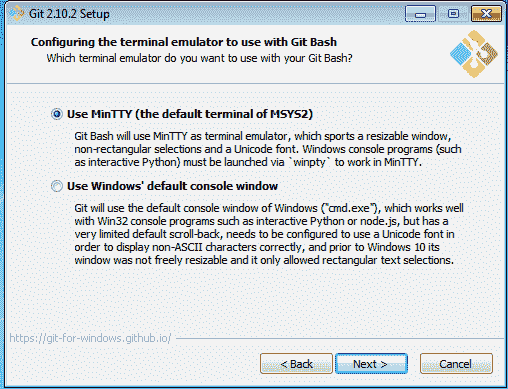 Git 2.10.2 Setup
Configuring the terminal emulator to use with Git Bash
Which terminal emulator do you want to use with your Git Bash?
Use MinTTY (the default terminal of MSYS2)
Git Bash will use MinTTY as terminal emulator, which sports a resizable window,
non-rectangular selections and a Unicode font. Windows console programs (such
as interactive Python) must be launched via `winpty` to work in MinTTY.
Use Windows' default console window
Git will use the default console window of Windows ("cmd.exe"), which works well
with Win32 console programs such as interactive Python or node.js, but has a
very limited default scroll-back, needs to be configured to use a Unicode font in
order to display non-ASCII characters correctly, and prior to Windows 10 its
window was not freely resizable and it only allowed rectangular text selections.
https://git-for-windows.github.io/
< Back Next > Cancel